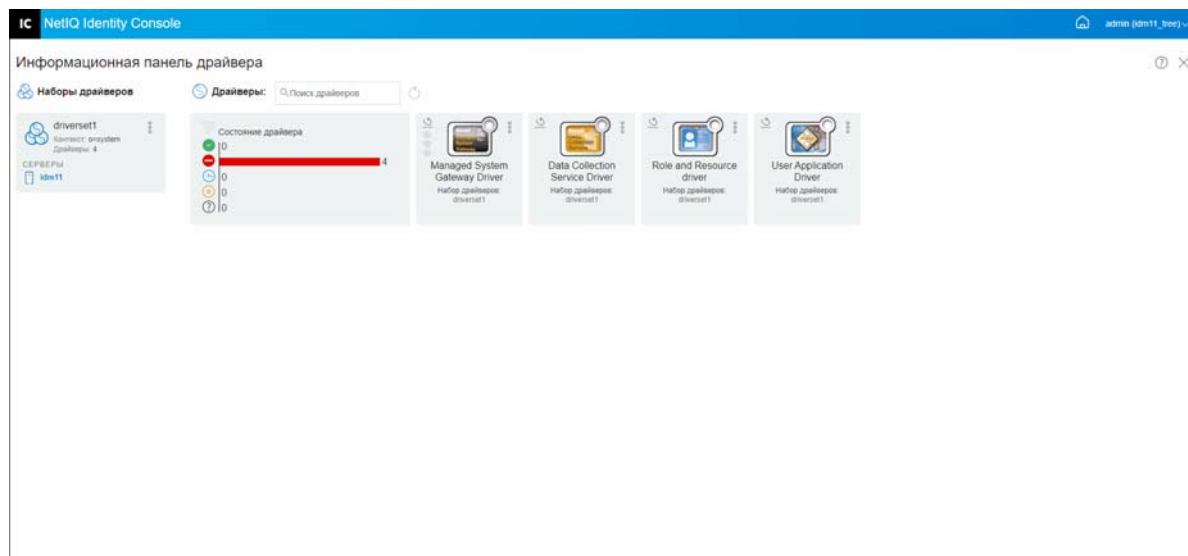 IC NetIQ Identity Console
admin (idm11_tree)
Информационная панель драйвера
Наборы драйверов
Драйверы:
Поиск драйверов
driverset1
Контекст: o=system
Драйверы: 4
СЕРВЕРЫ
idm11
Состояние драйвера
0
4
0
0
0
Managed System
Gateway Driver
Набор драйверов:
driverset1
Data Collection
Service Driver
Набор драйверов:
driverset1
Role and Resource
driver
Набор драйверов:
driverset1
User Application
Driver
Набор драйверов:
driverset1